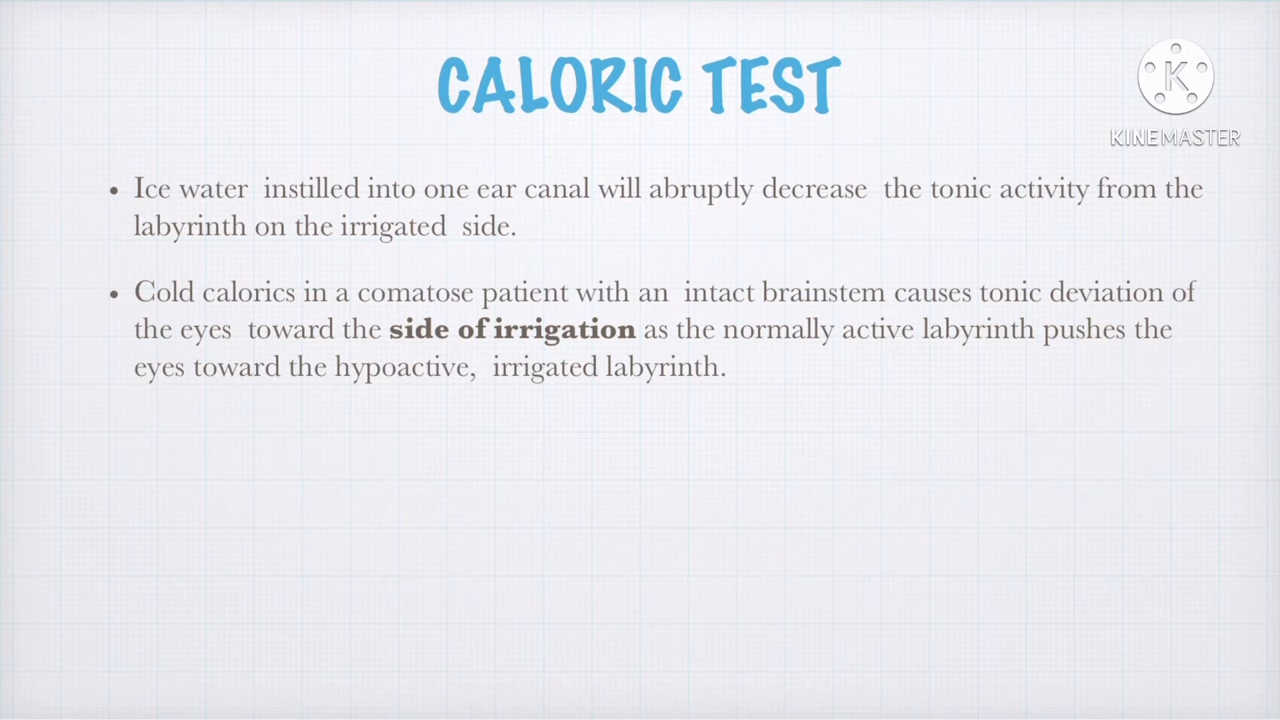 CALORIC TEST
K
KINEMASTER
• Ice water instilled into one ear canal will abruptly decrease the tonic activity from the
labyrinth on the irrigated side.
• Cold calorics in a comatose patient with an intact brainstem causes tonic deviation of
the eyes toward the side of irrigation as the normally active labyrinth pushes the
eyes toward the hypoactive, irrigated labyrinth.